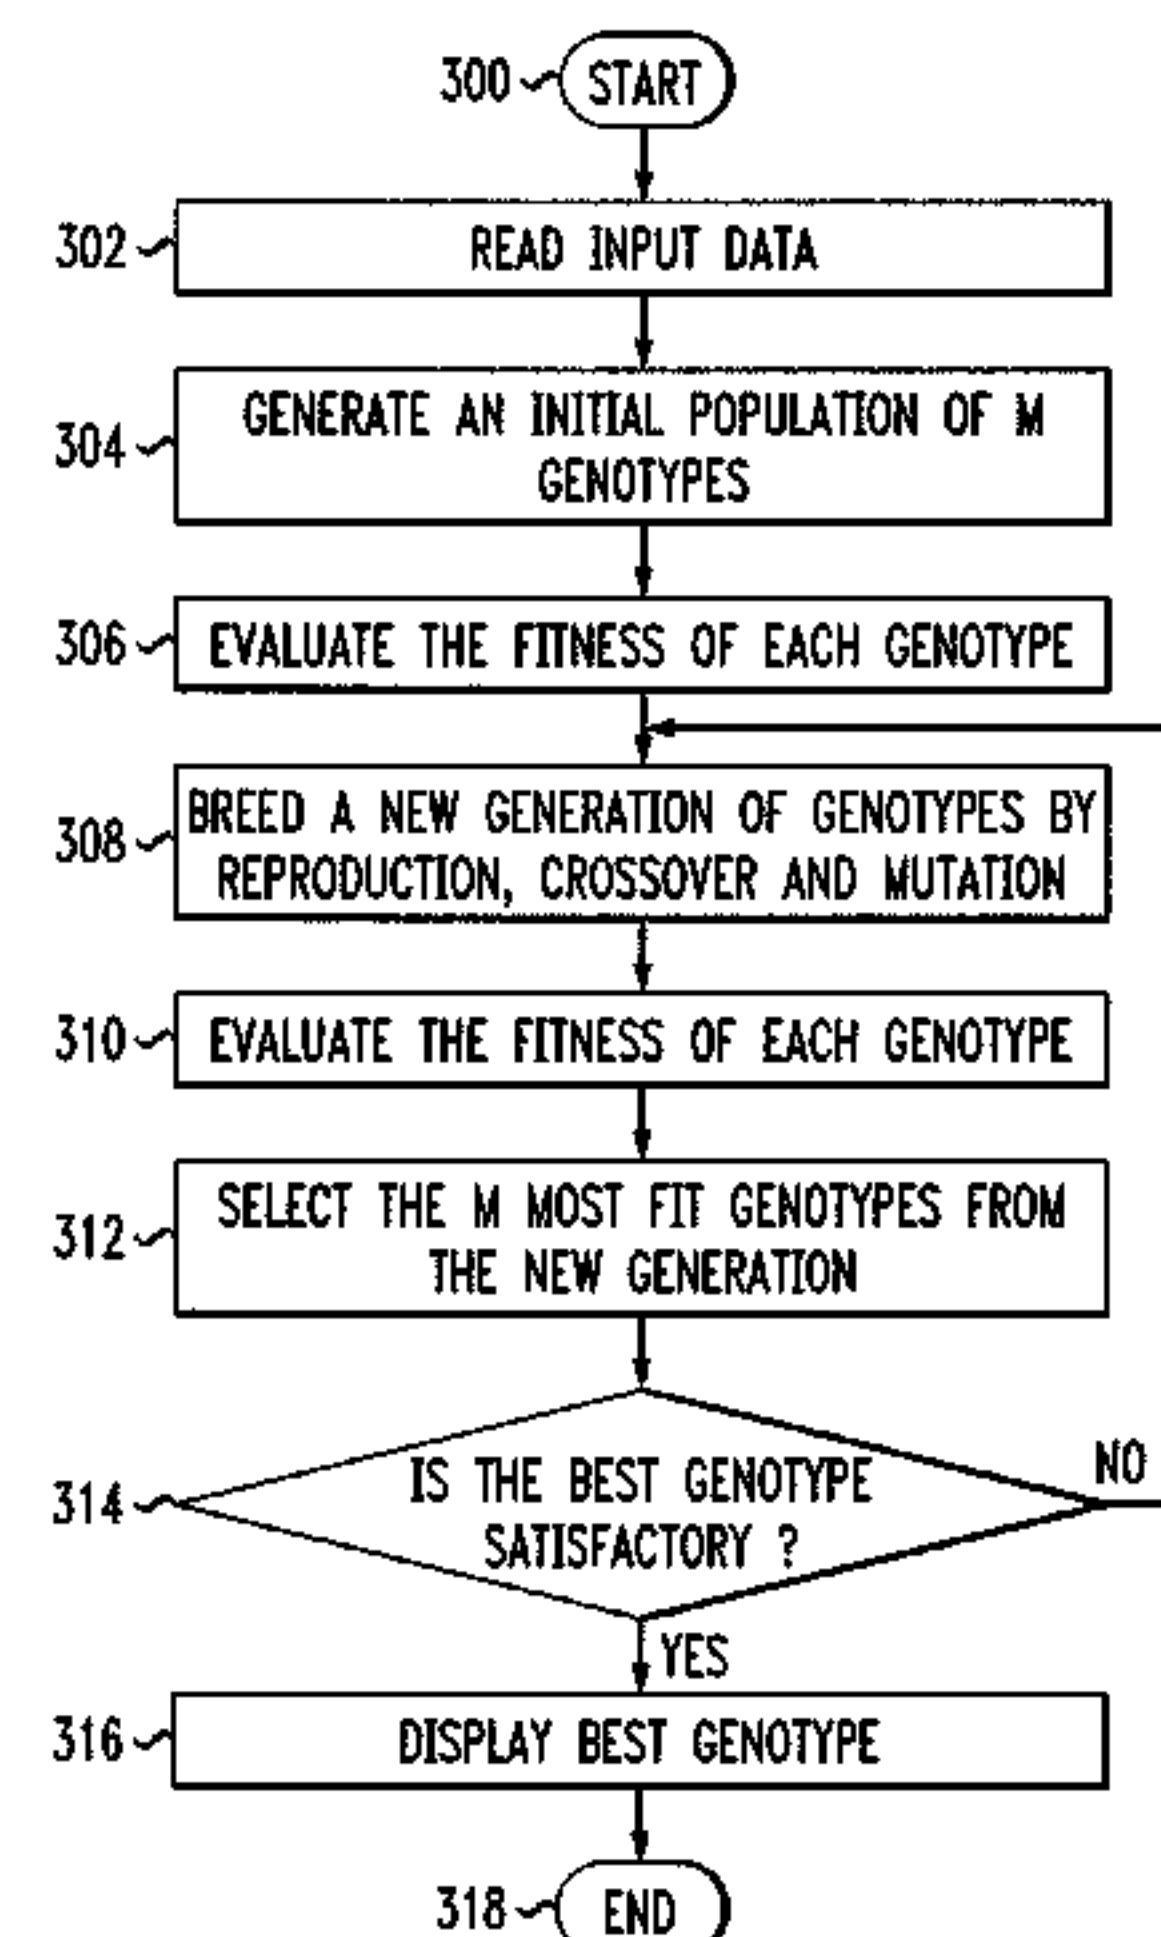 300 START
302 READ INPUT DATA
304 GENERATE AN INITIAL POPULATION OF M
GENOTYPES
306 EVALUATE THE FITNESS OF EACH GENOTYPE
308 BREED A NEW GENERATION OF GENOTYPES BY
REPRODUCTION, CROSSOVER AND MUTATION
310 EVALUATE THE FITNESS OF EACH GENOTYPE
312 SELECT THE M MOST FIT GENOTYPES FROM
THE NEW GENERATION
314 IS THE BEST GENOTYPE
SATISFACTORY ?
NO
YES
316 DISPLAY BEST GENOTYPE
318 END